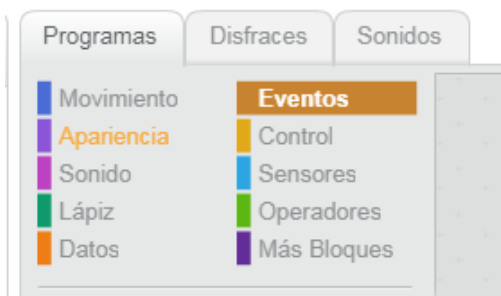 Programas Disfraces Sonidos
Movimiento Eventos
Apariencia Control
Sonido Sensores
Lápiz Operadores
Datos Más Bloques